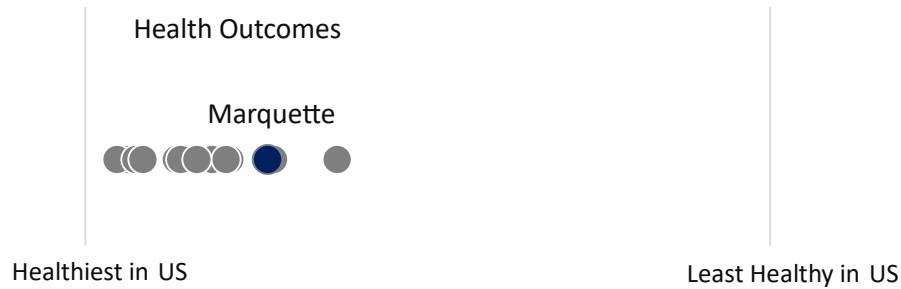 Health Outcomes
Marquette
Healthiest in US
Least Healthy in US